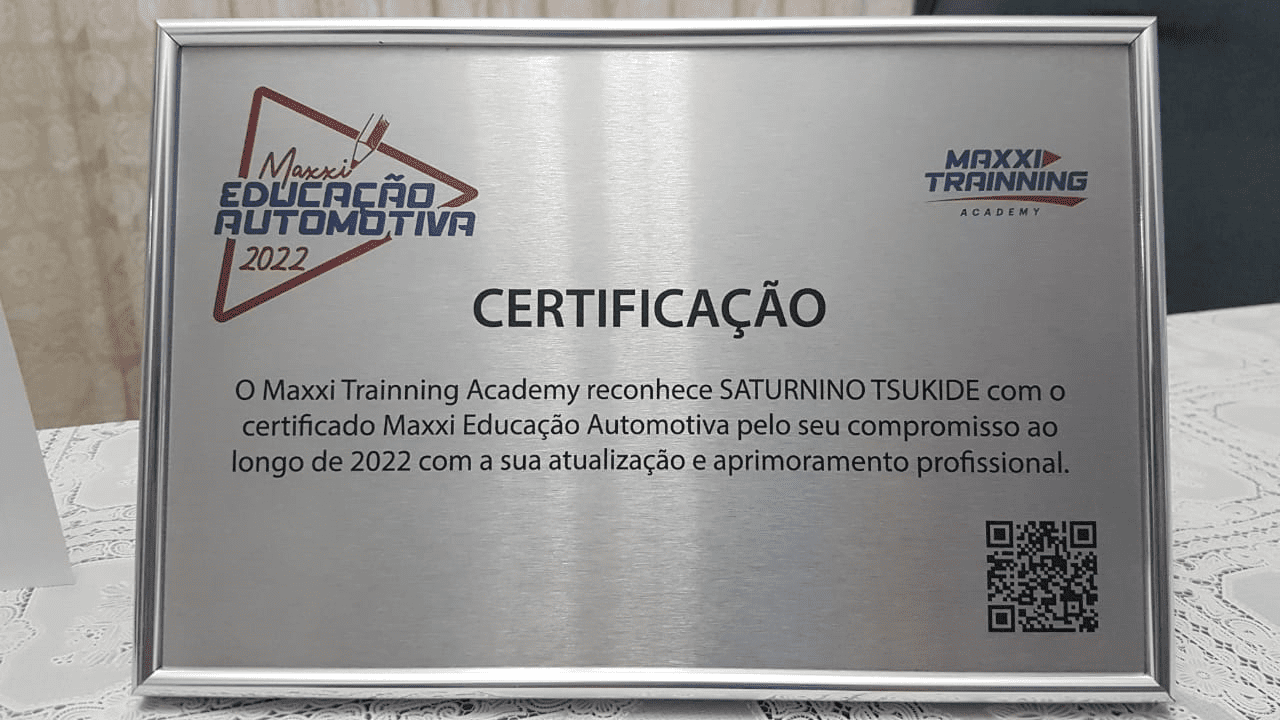 Maxxi
EDUCAÇÃO
AUTOMOTIVA
2022
MAXXI
TRAINNING
ACADEMY
CERTIFICAÇÃO
O Maxxi Trainning Academy reconhece SATURNINO TSUKIDE com o
certificado Maxxi Educação Automotiva pelo seu compromisso ao
longo de 2022 com a sua atualização e aprimoramento profissional.